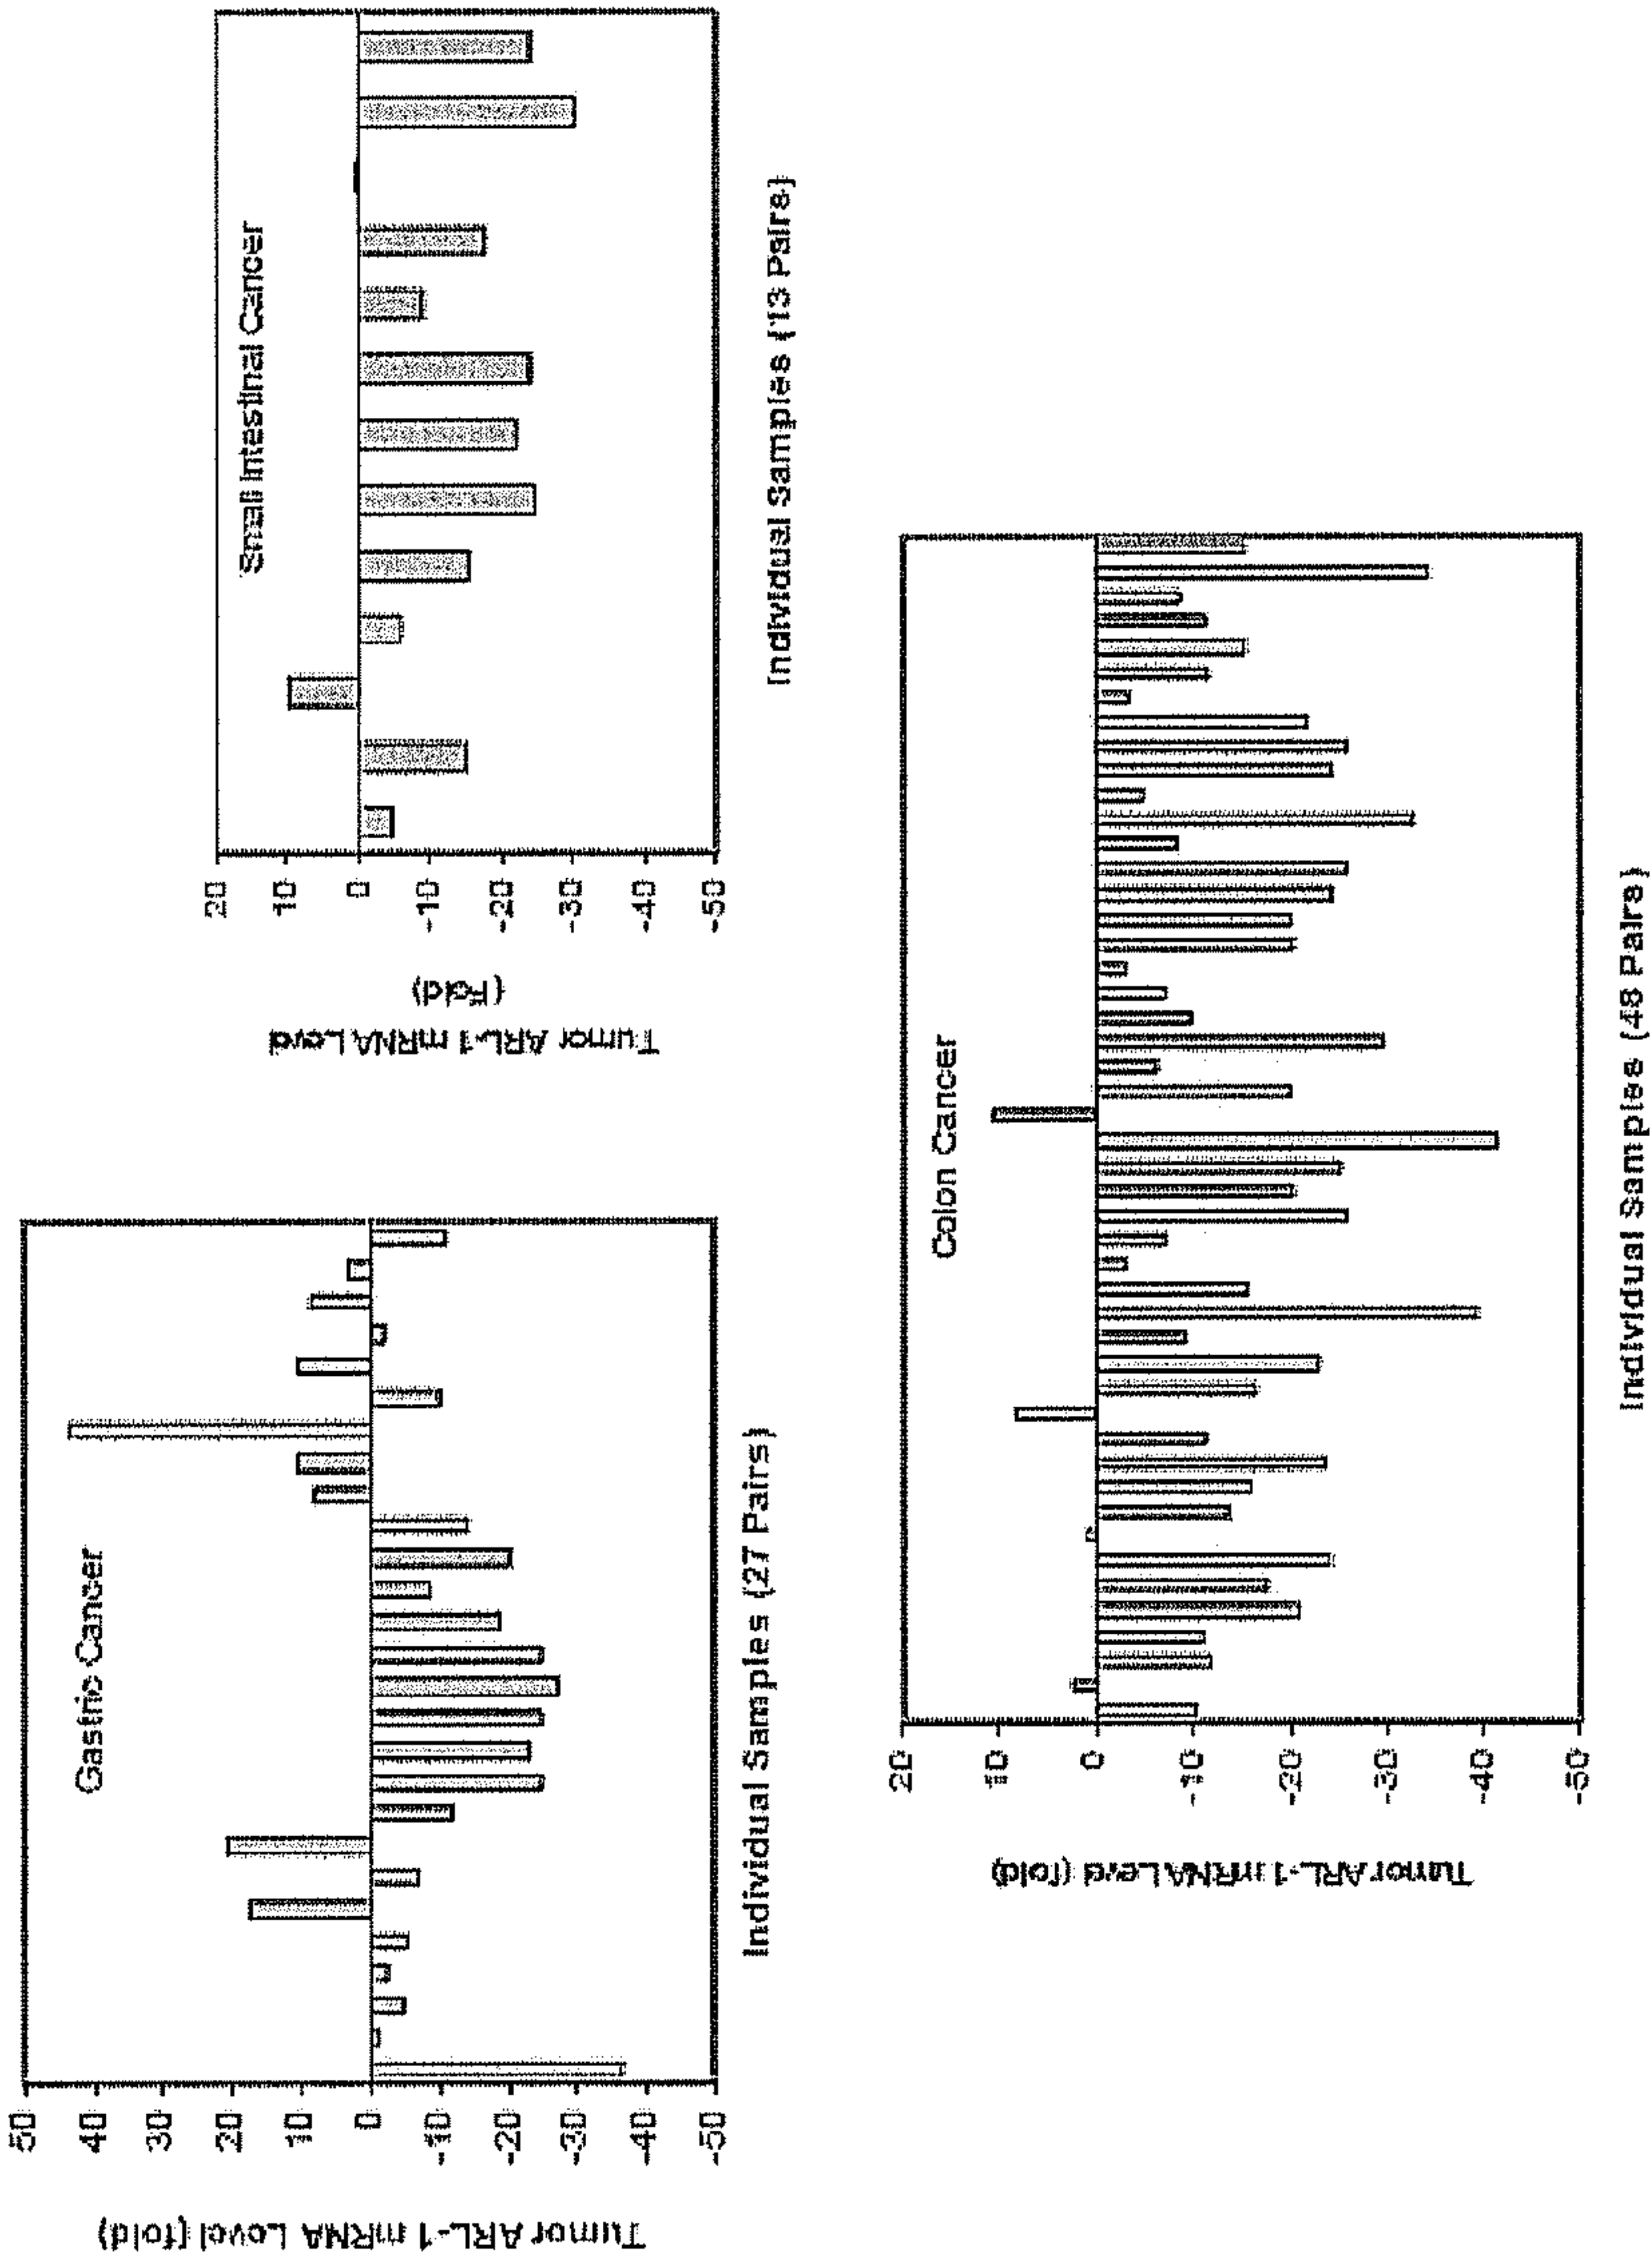 Gastric Cancer
50
40
30
20
10
0
-10
-20
-30
-40
-50
Tumor ARL-1 mRNA Level (fold)
Individual Samples (27 Pairs)
Small Intestinal Cancer
20
10
0
-10
-20
-30
-40
-50
Tumor ARL-1 mRNA Level
(Fold)
Individual Samples (13 Pairs)
Colon Cancer
20
10
0
-10
-20
-30
-40
-50
Tumor ARL-1 mRNA Level (fold)
Individual Samples (48 Pairs)